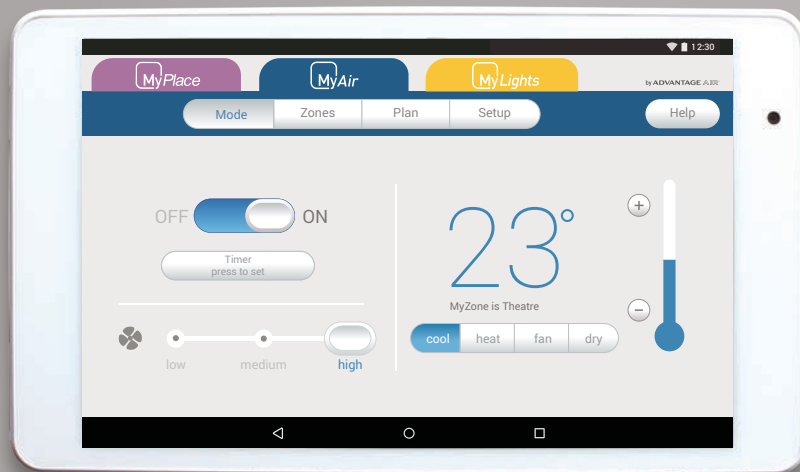 12:30
MyPlace
MyAir
MyLights
by ADVANTAGE AIR
Mode
Zones
Plan
Setup
Help
OFF
ON
Timer
press to set
23°
MyZone is Theatre
cool
heat
fan
dry
low
medium
high